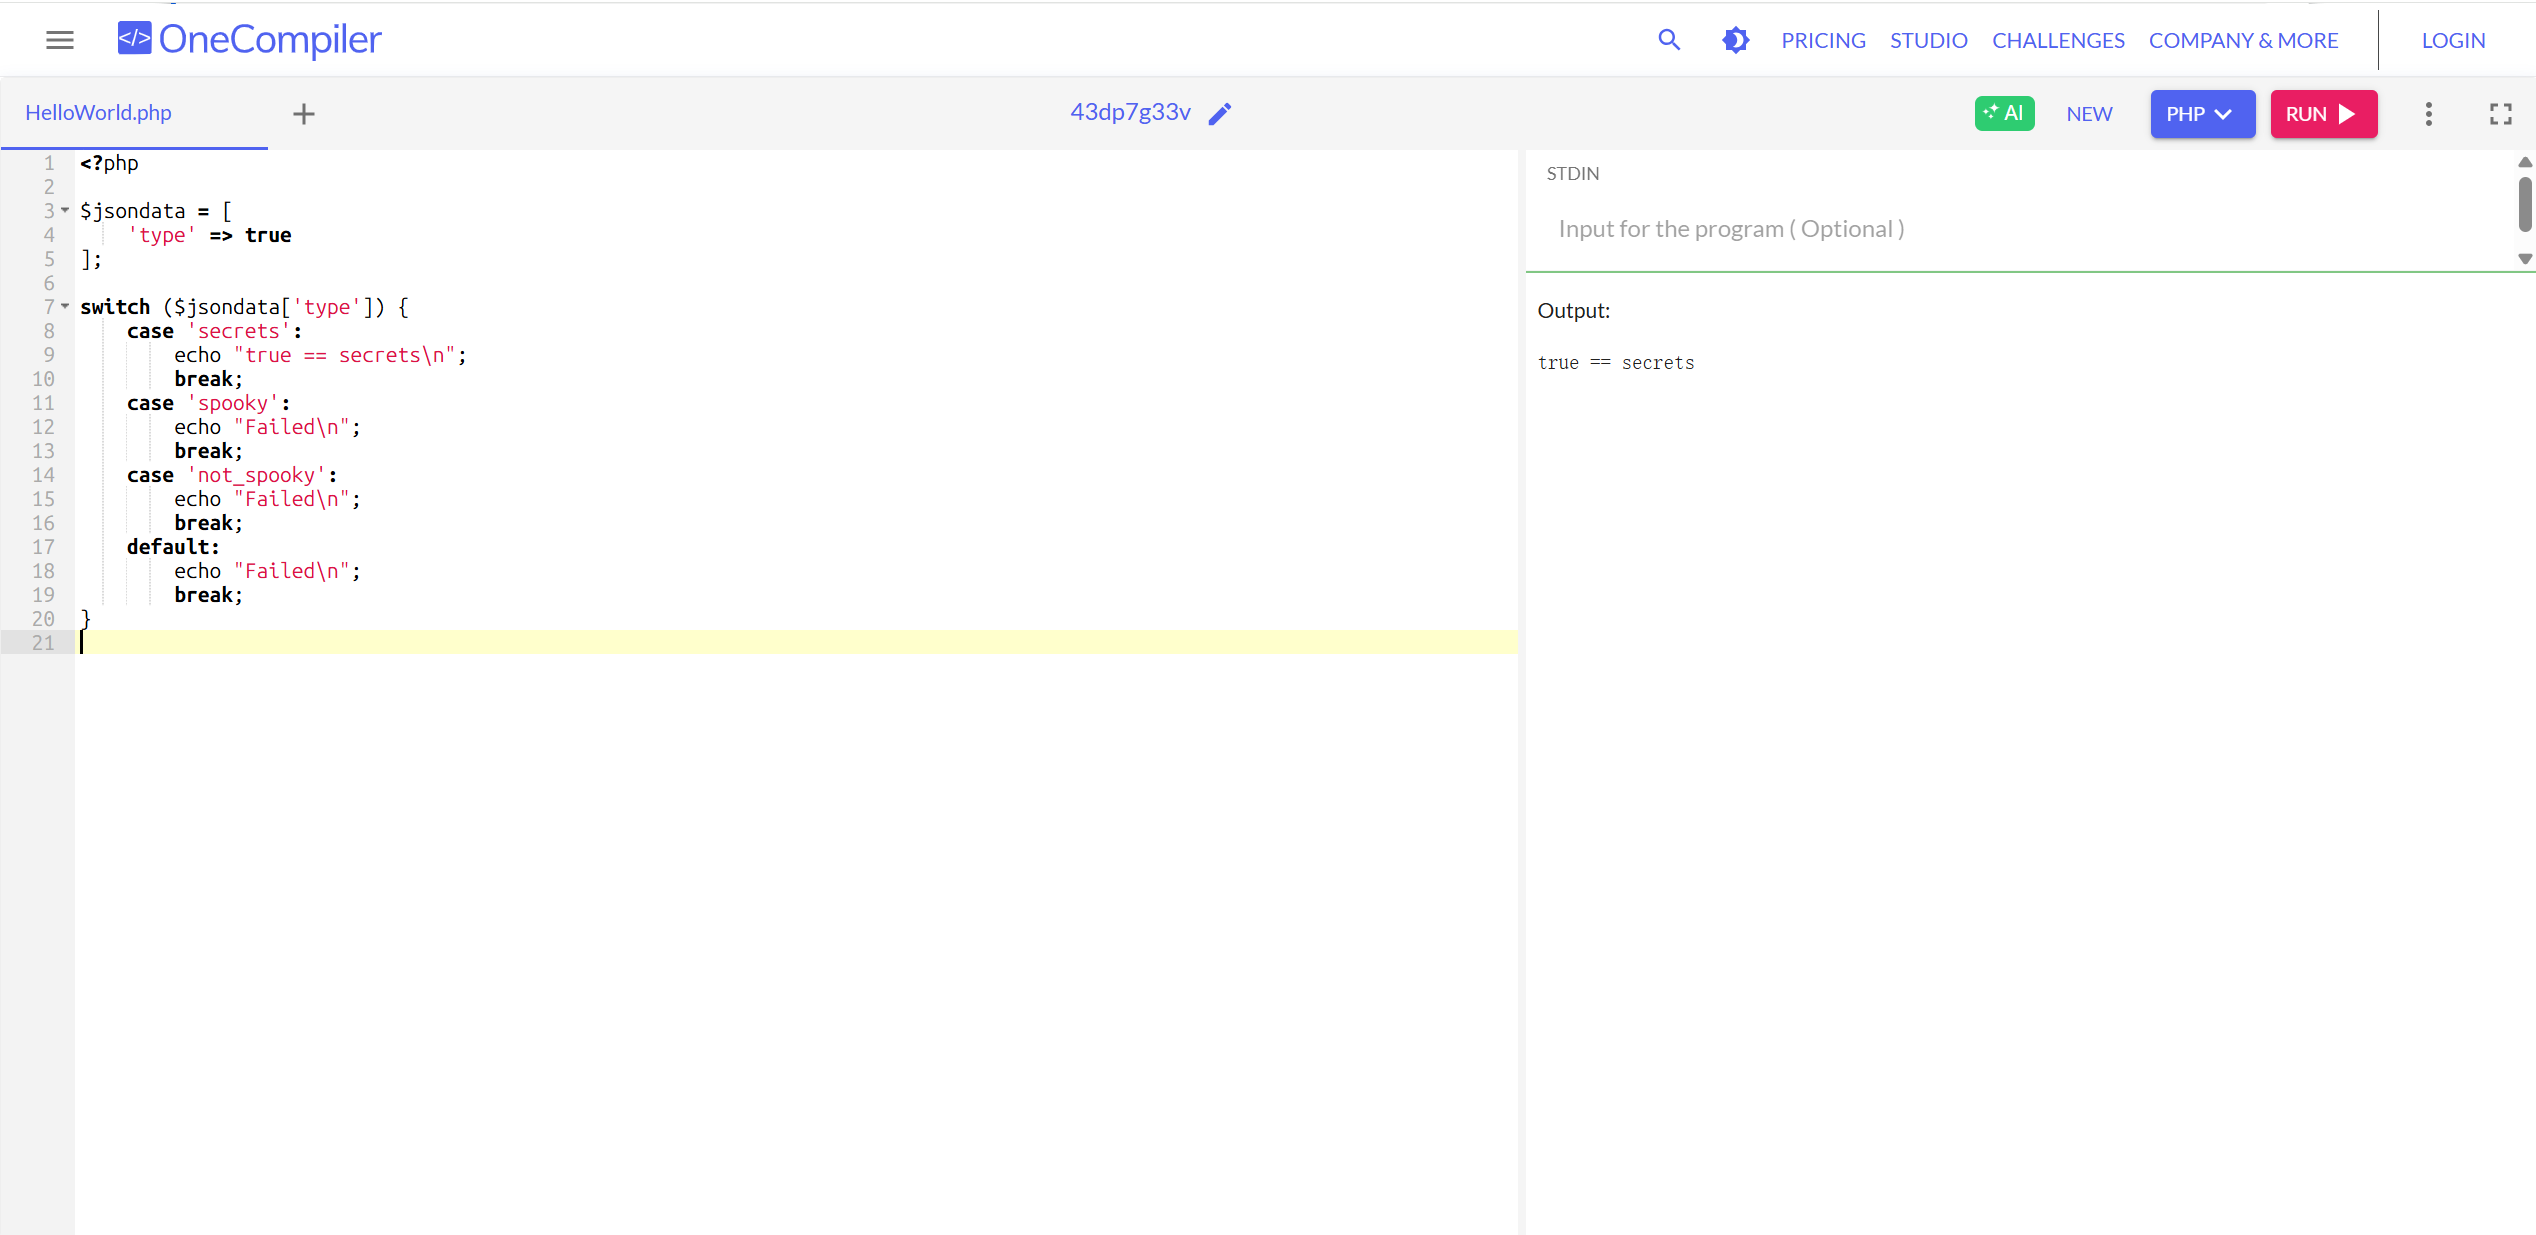 </> OneCompiler PRICING STUDIO CHALLENGES COMPANY & MORE LOGIN
HelloWorld.php + 43dp7g33v AI NEW PHP RUN
1 <?php
2
3 $jsondata = [
4 'type' => true
5 ];
6
7 switch ($jsondata['type']) {
8 case 'secrets':
9 echo "true == secrets\n";
10 break;
11 case 'spooky':
12 echo "Failed\n";
13 break;
14 case 'not_spooky':
15 echo "Failed\n";
16 break;
17 default:
18 echo "Failed\n";
19 break;
20 }
21
STDIN
Input for the program ( Optional )
Output:
true == secrets